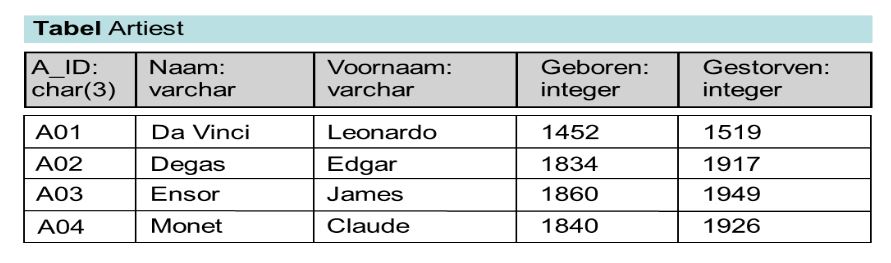 Tabel Artiest
A_ID: Naam: Voornaam: Geboren: Gestorven:
char(3) varchar varchar integer integer
A01 Da Vinci Leonardo 1452 1519
A02 Degas Edgar 1834 1917
A03 Ensor James 1860 1949
A04 Monet Claude 1840 1926